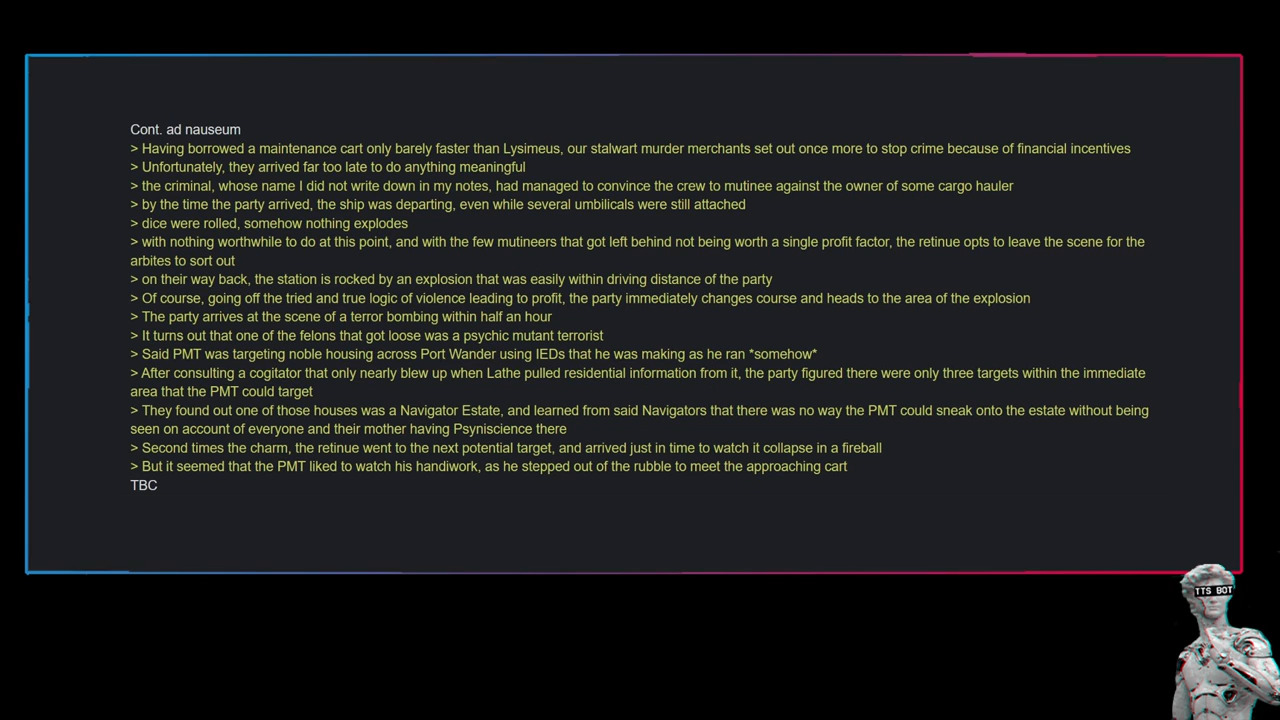 Cont. ad nauseum
> Having borrowed a maintenance cart only barely faster than Lysimeus, our stalwart murder merchants set out once more to stop crime because of financial incentives
> Unfortunately, they arrived far too late to do anything meaningful
> the criminal, whose name I did not write down in my notes, had managed to convince the crew to mutinee against the owner of some cargo hauler
> by the time the party arrived, the ship was departing, even while several umbilicals were still attached
> dice were rolled, somehow nothing explodes
> with nothing worthwhile to do at this point, and with the few mutineers that got left behind not being worth a single profit factor, the retinue opts to leave the scene for the
arbites to sort out
> on their way back, the station is rocked by an explosion that was easily within driving distance of the party
> Of course, going off the tried and true logic of violence leading to profit, the party immediately changes course and heads to the area of the explosion
> The party arrives at the scene of a terror bombing within half an hour
> It turns out that one of the felons that got loose was a psychic mutant terrorist
> Said PMT was targeting noble housing across Port Wander using IEDs that he was making as he ran *somehow*
> After consulting a cogitator that only nearly blew up when Lathe pulled residential information from it, the party figured there were only three targets within the immediate
area that the PMT could target
> They found out one of those houses was a Navigator Estate, and learned from said Navigators that there was no way the PMT could sneak onto the estate without being
seen on account of everyone and their mother having Psyniscience there
> Second times the charm, the retinue went to the next potential target, and arrived just in time to watch it collapse in a fireball
> But it seemed that the PMT liked to watch his handiwork, as he stepped out of the rubble to meet the approaching cart
TBC
TTS BOT